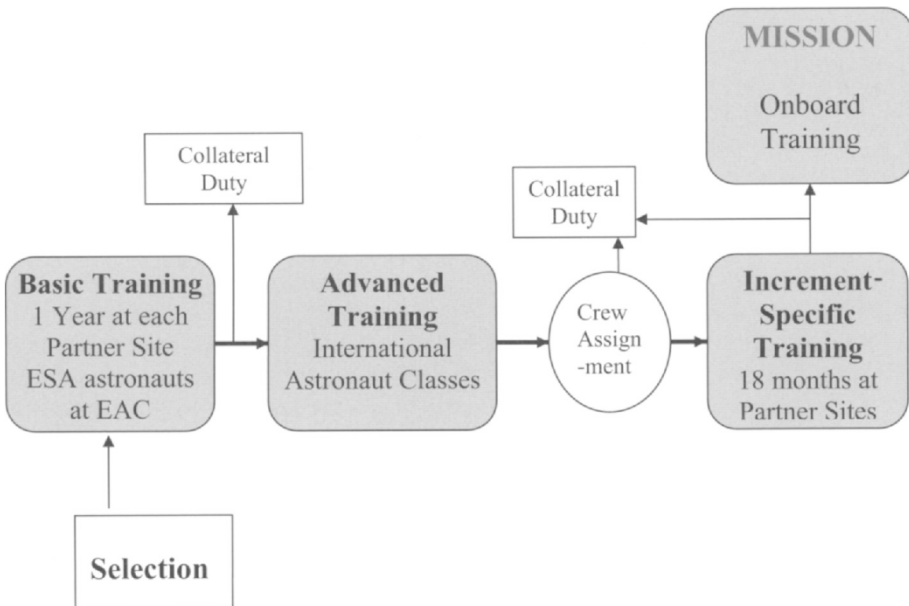 MISSION
Onboard
Training
Collateral
Duty
Collateral
Duty
Basic Training
1 Year at each
Partner Site
ESA astronauts
at EAC
Advanced
Training
International
Astronaut Classes
Crew
Assign
-ment
Increment-
Specific
Training
18 months at
Partner Sites
Selection